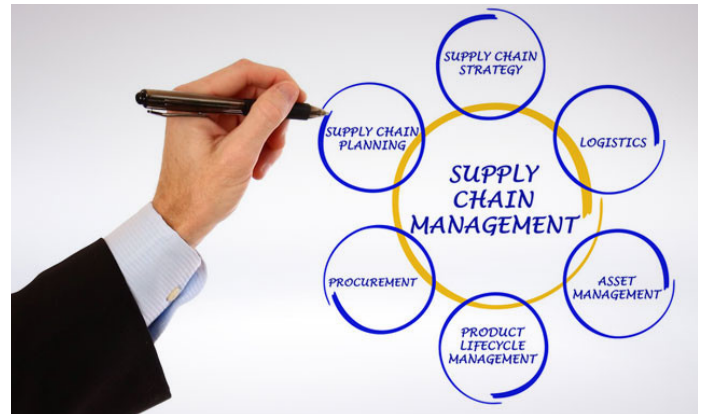 SUPPLY CHAIN
STRATEGY
SUPPLY CHAIN
PLANNING
LOGISTICS
SUPPLY
CHAIN
MANAGEMENT
PROCUREMENT
ASSET
MANAGEMENT
PRODUCT
LIFECYCLE
MANAGEMENT